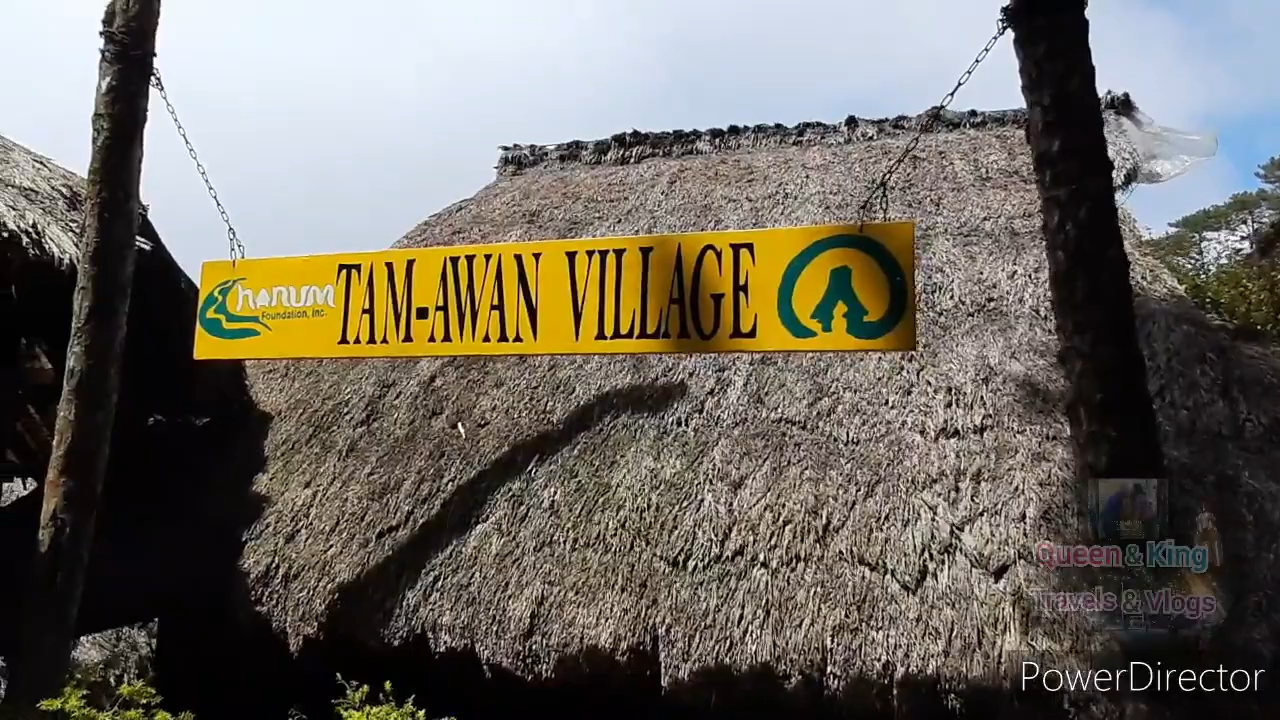 Chanum
Foundation, Inc.
TAM-AWAN VILLAGE
Queen & King
Travels & Vlogs
PowerDirector